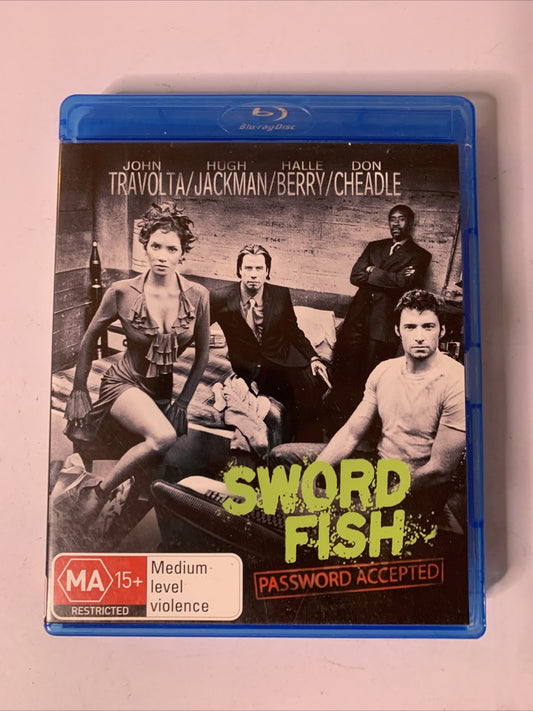 Blu-ray Disc
JOHN HUGH HALLE DON
TRAVOLTA/JACKMAN/BERRY/CHEADLE
SWORD
FISH
PASSWORD ACCEPTED
MA 15+
RESTRICTED
Medium
level
violence